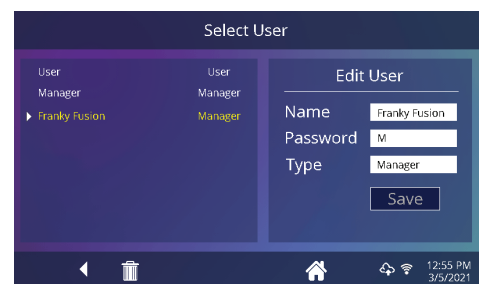 Select User
User User
Manager Manager
Franky Fusion Manager
Edit User
Name Franky Fusion
Password M
Type Manager
Save
12:55 PM
3/5/2021